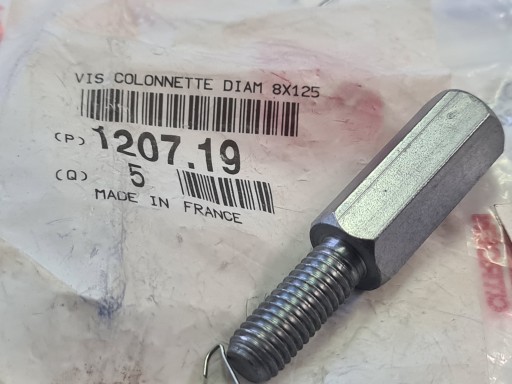 VIS COLONNETTE DIAM 8X125
(P) 1207.19
(Q) 5
MADE IN FRANCE